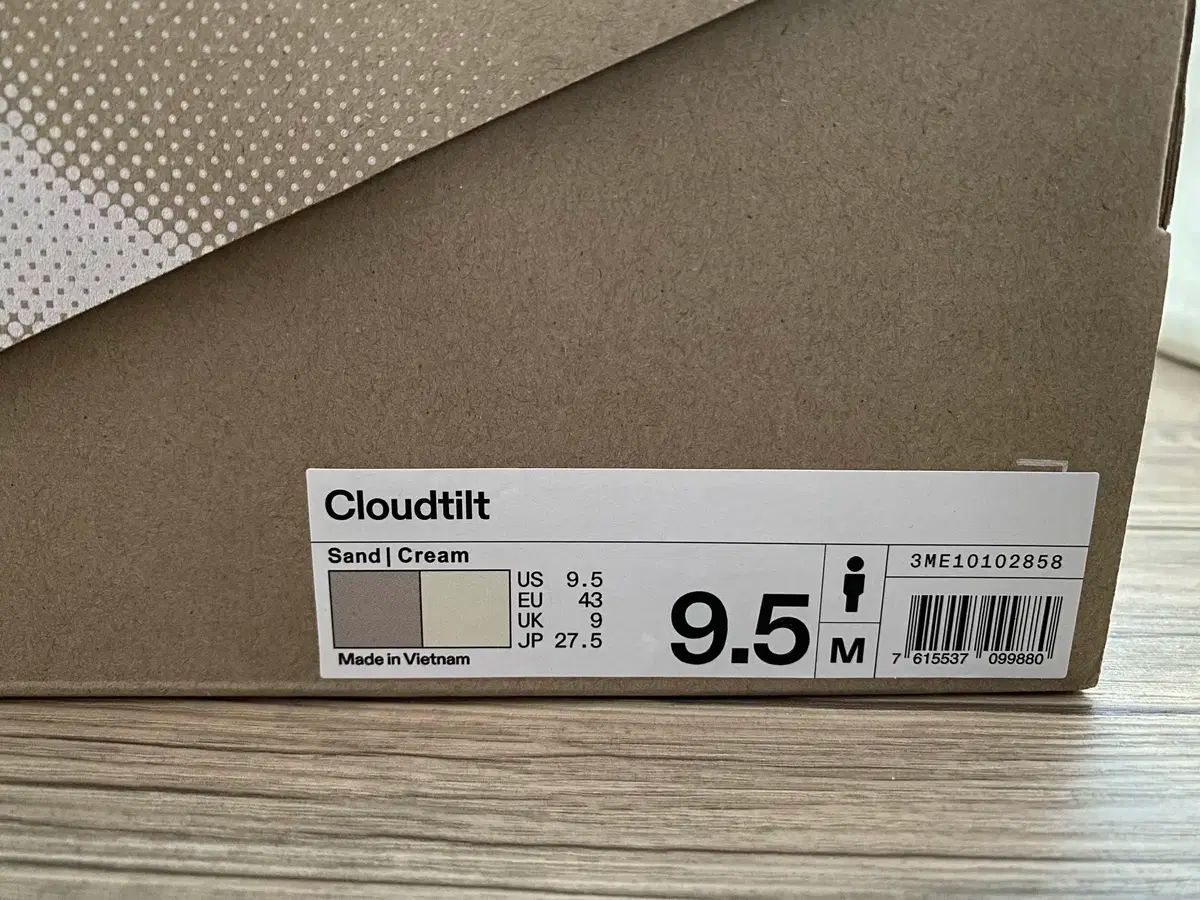 Cloudtilt
Sand | Cream
US 9.5
EU 43
UK 9
JP 27.5
Made in Vietnam
9.5
M
3ME10102858
7 615537 099880